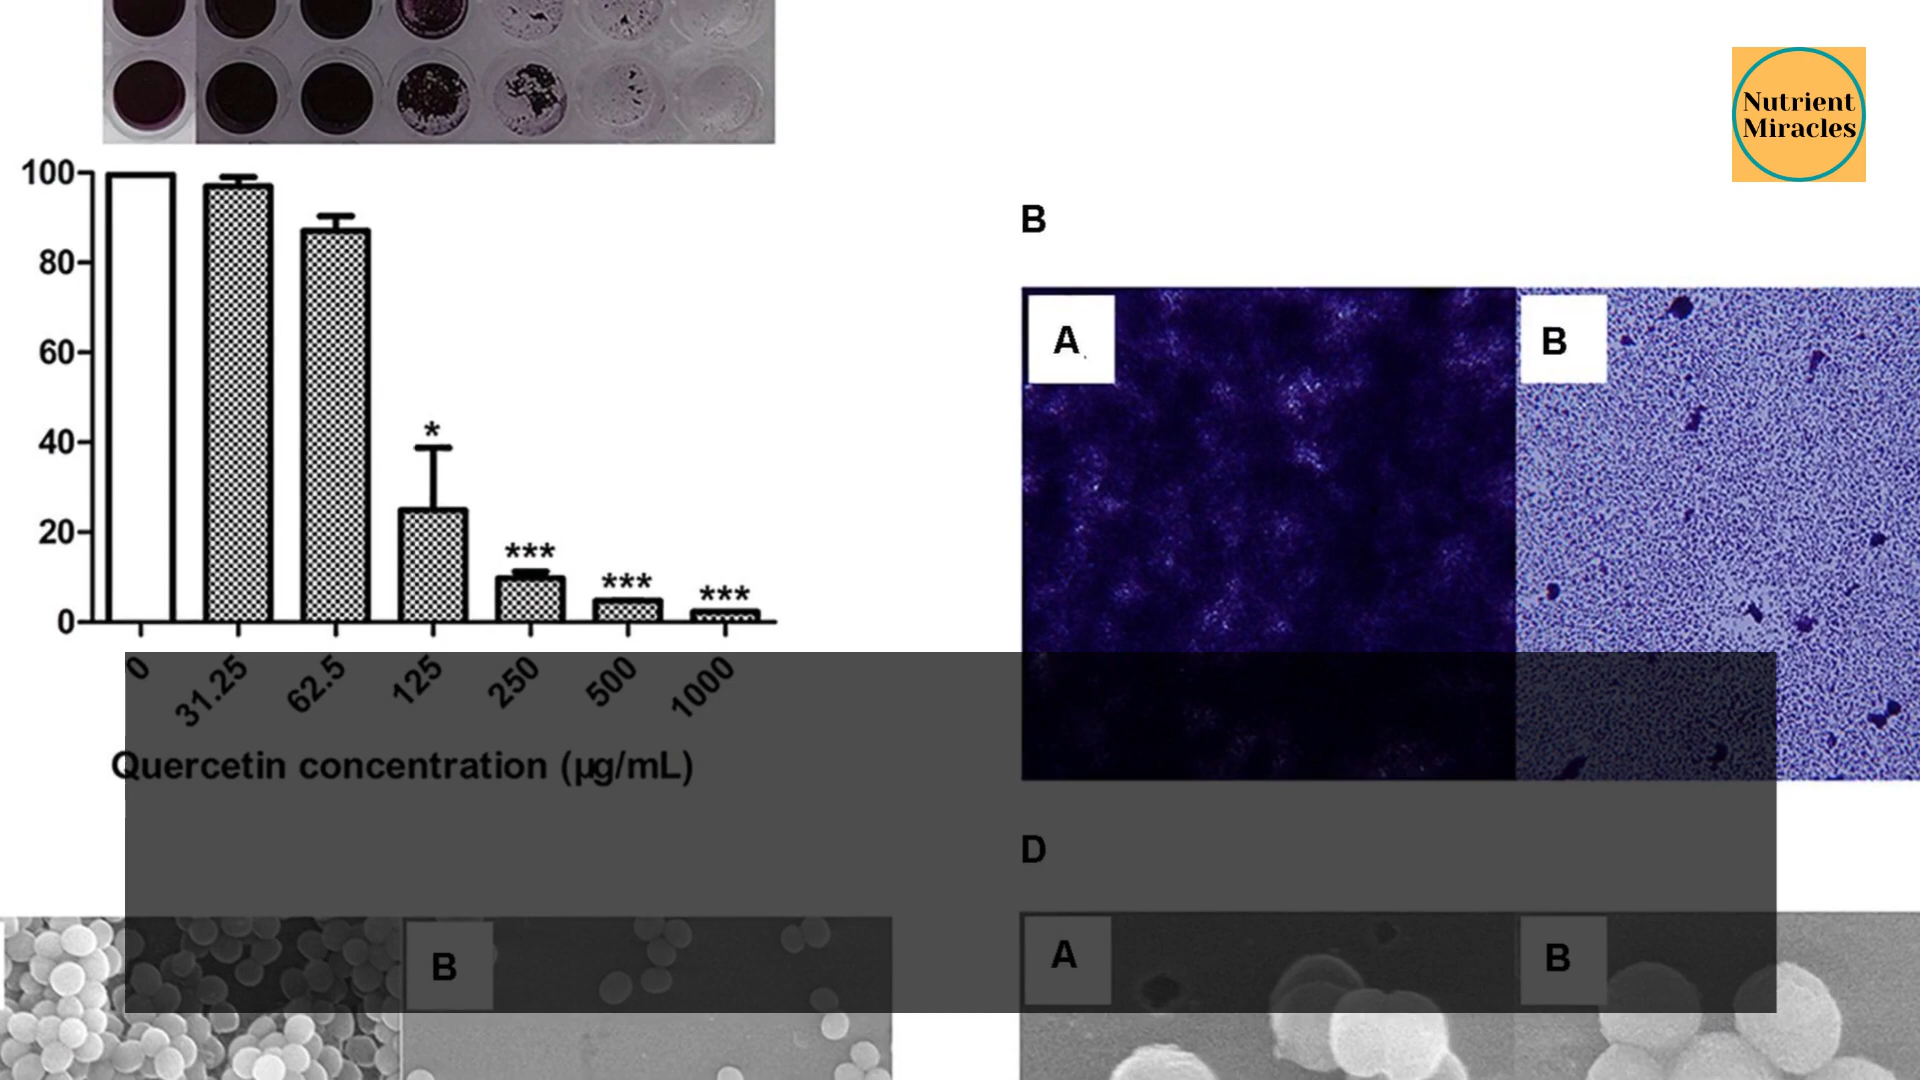 Nutrient
Miracles
100
80
60
40
20
0
*
***
***
***
0
31.25
62.5
125
250
500
1000
Quercetin concentration (µg/mL)
B
A
B
D
B
A
B